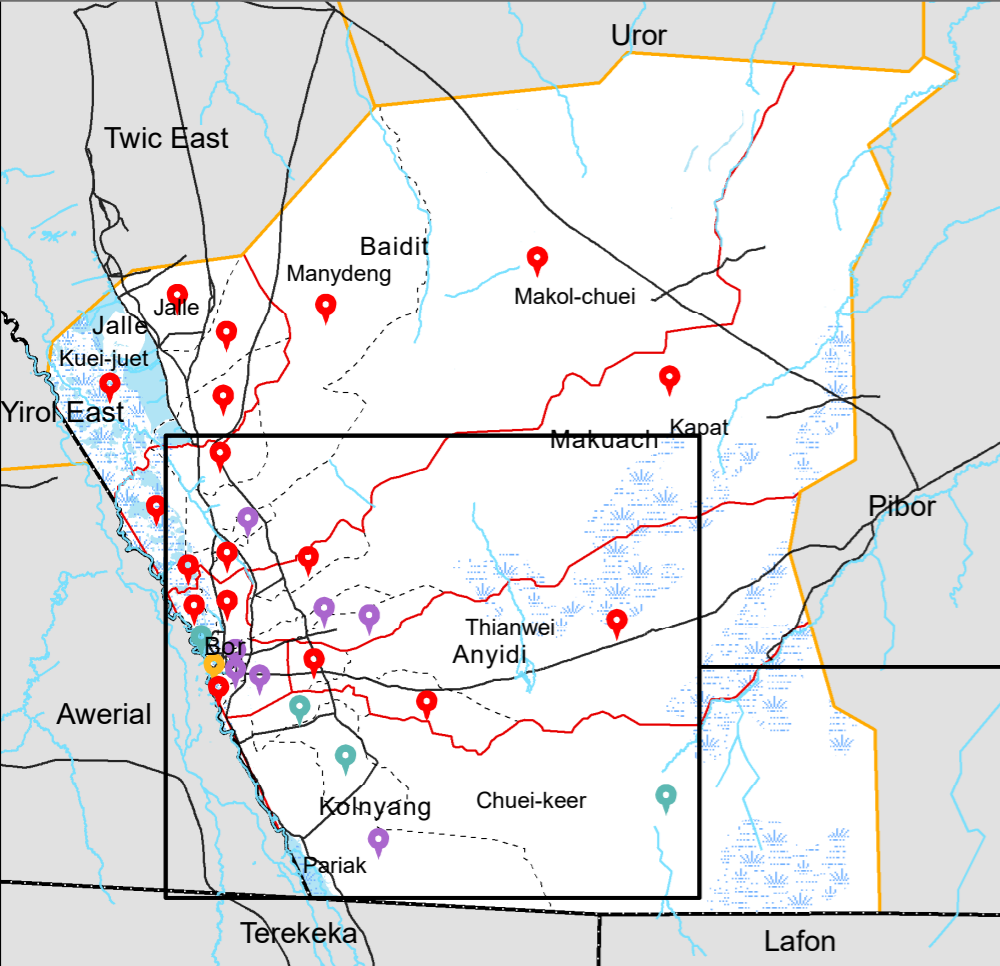 Uror
Twic East
Baidit
Manydeng
Makol-chuei
Jalle
Jalle
Kuei-juet
Yirol East
Kapat
Makuach
Pibor
Thianwei
Bor
Anyidi
Awerial
Chuei-keer
Kolnyang
Pariak
Terekeka
Lafon